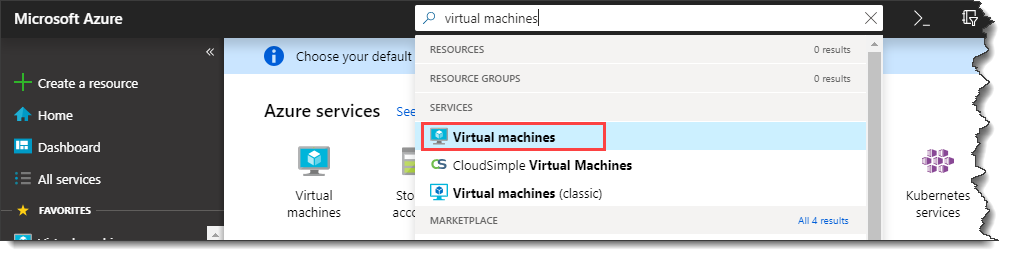 Microsoft Azure
virtual machines
«
Create a resource
Home
Dashboard
All services
FAVORITES
Choose your default
Azure services
See
Virtual
machines
Sto
acco
RESOURCES
0 results
RESOURCE GROUPS
0 results
SERVICES
Virtual machines
CloudSimple Virtual Machines
Virtual machines (classic)
MARKETPLACE
All 4 results
Kubernetes
services